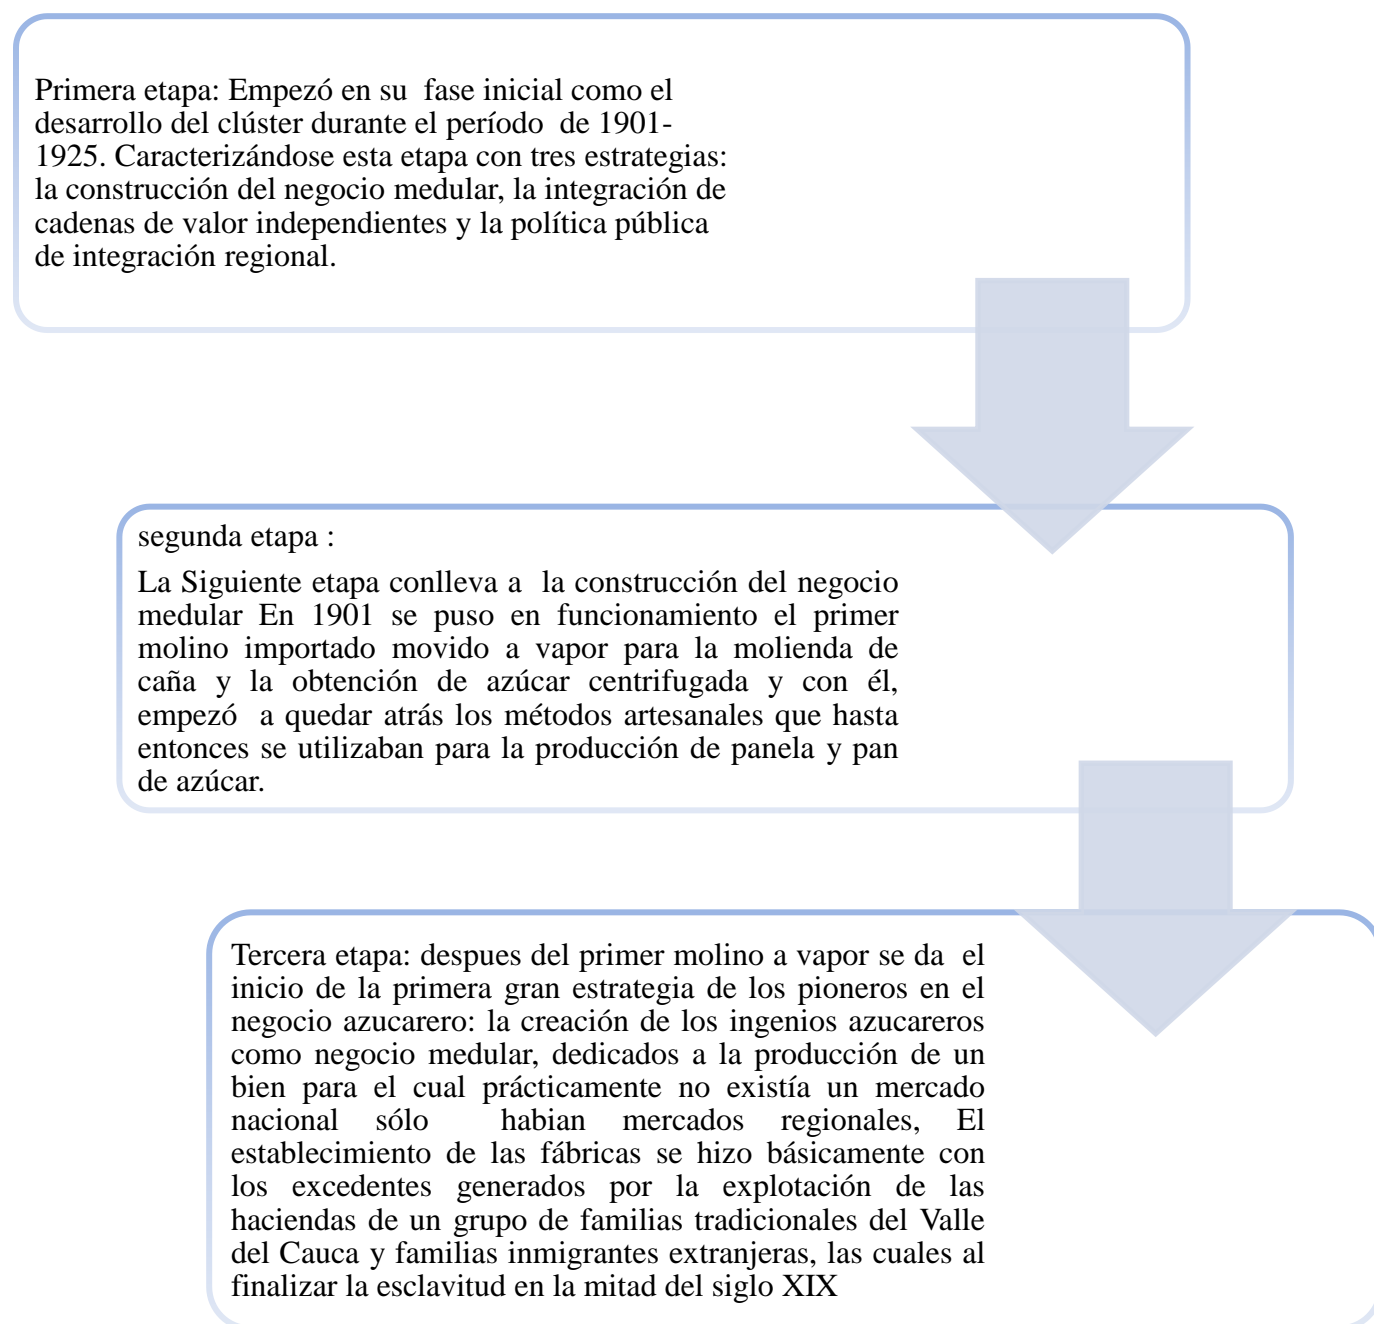 Primera etapa: Empezó en su  fase inicial como el
desarrollo del clúster durante el período  de 1901-
1925. Caracterizándose esta etapa con tres estrategias:
la construcción del negocio medular, la integración de
cadenas de valor independientes y la política pública
de integración regional.
segunda etapa :
La Siguiente etapa conlleva a  la construcción del negocio
medular En 1901 se puso en funcionamiento el primer
molino importado movido a vapor para la molienda de
caña y la obtención de azúcar centrifugada y con él,
empezó  a quedar atrás los métodos artesanales que hasta
entonces se utilizaban para la producción de panela y pan
de azúcar.
Tercera etapa: despues del primer molino a vapor se da  el
inicio de la primera gran estrategia de los pioneros en el
negocio azucarero: la creación de los ingenios azucareros
como negocio medular, dedicados a la producción de un
bien para el cual prácticamente no existía un mercado
nacional sólo  habian mercados regionales, El
establecimiento de las fábricas se hizo básicamente con
los excedentes generados por la explotación de las
haciendas de un grupo de familias tradicionales del Valle
del Cauca y familias inmigrantes extranjeras, las cuales al
finalizar la esclavitud en la mitad del siglo XIX